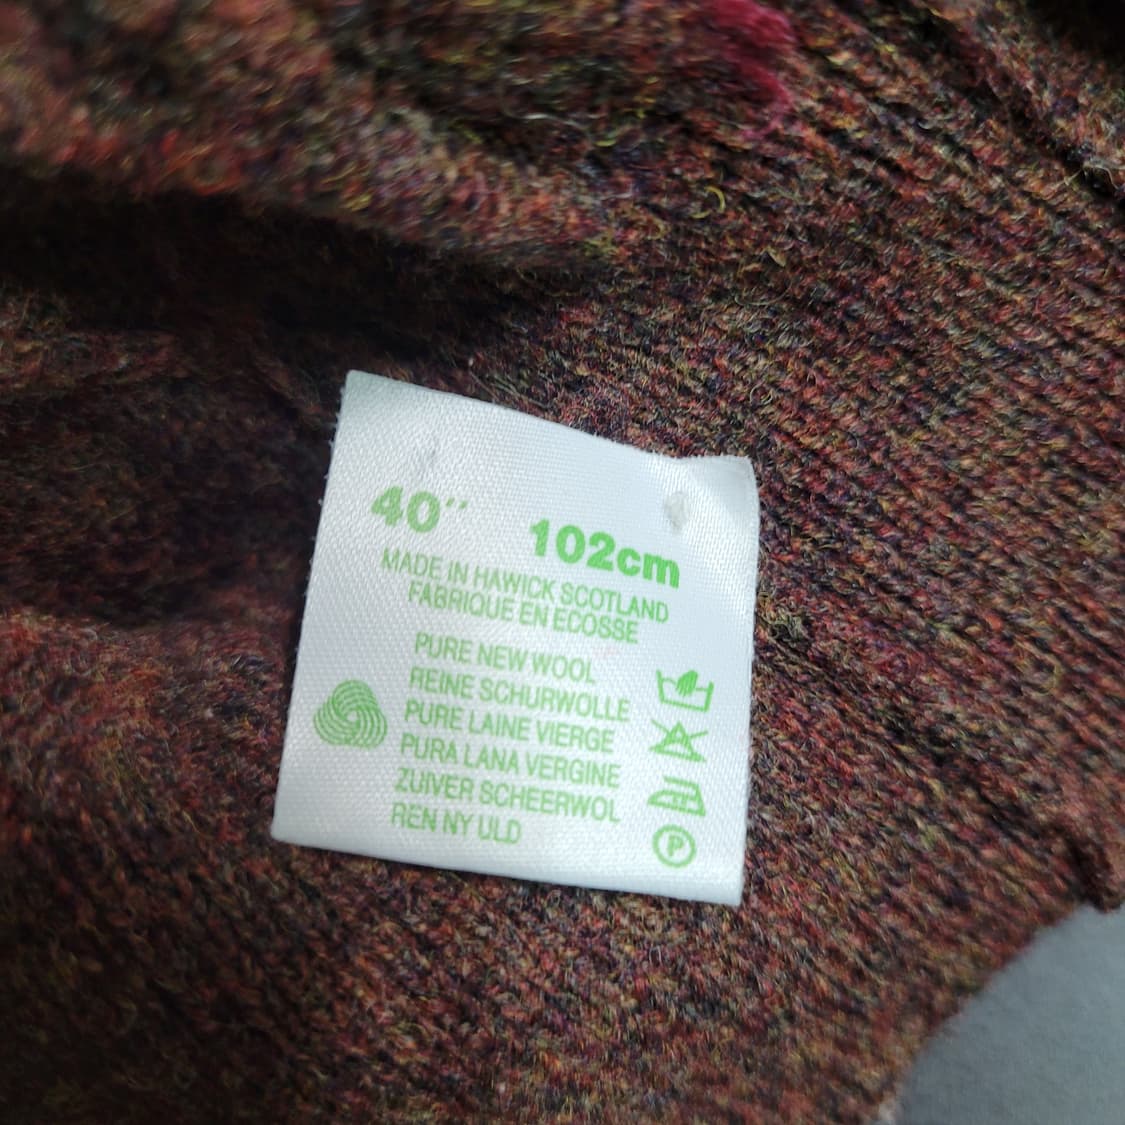 40" 102cm
MADE IN HAWICK SCOTLAND
FABRIQUE EN ECOSSE
PURE NEW WOOL
REINE SCHURWOLLE
PURE LAINE VIERGE
PURA LANA VERGINE
ZUIVER SCHEERWOL
REN NY ULD
P